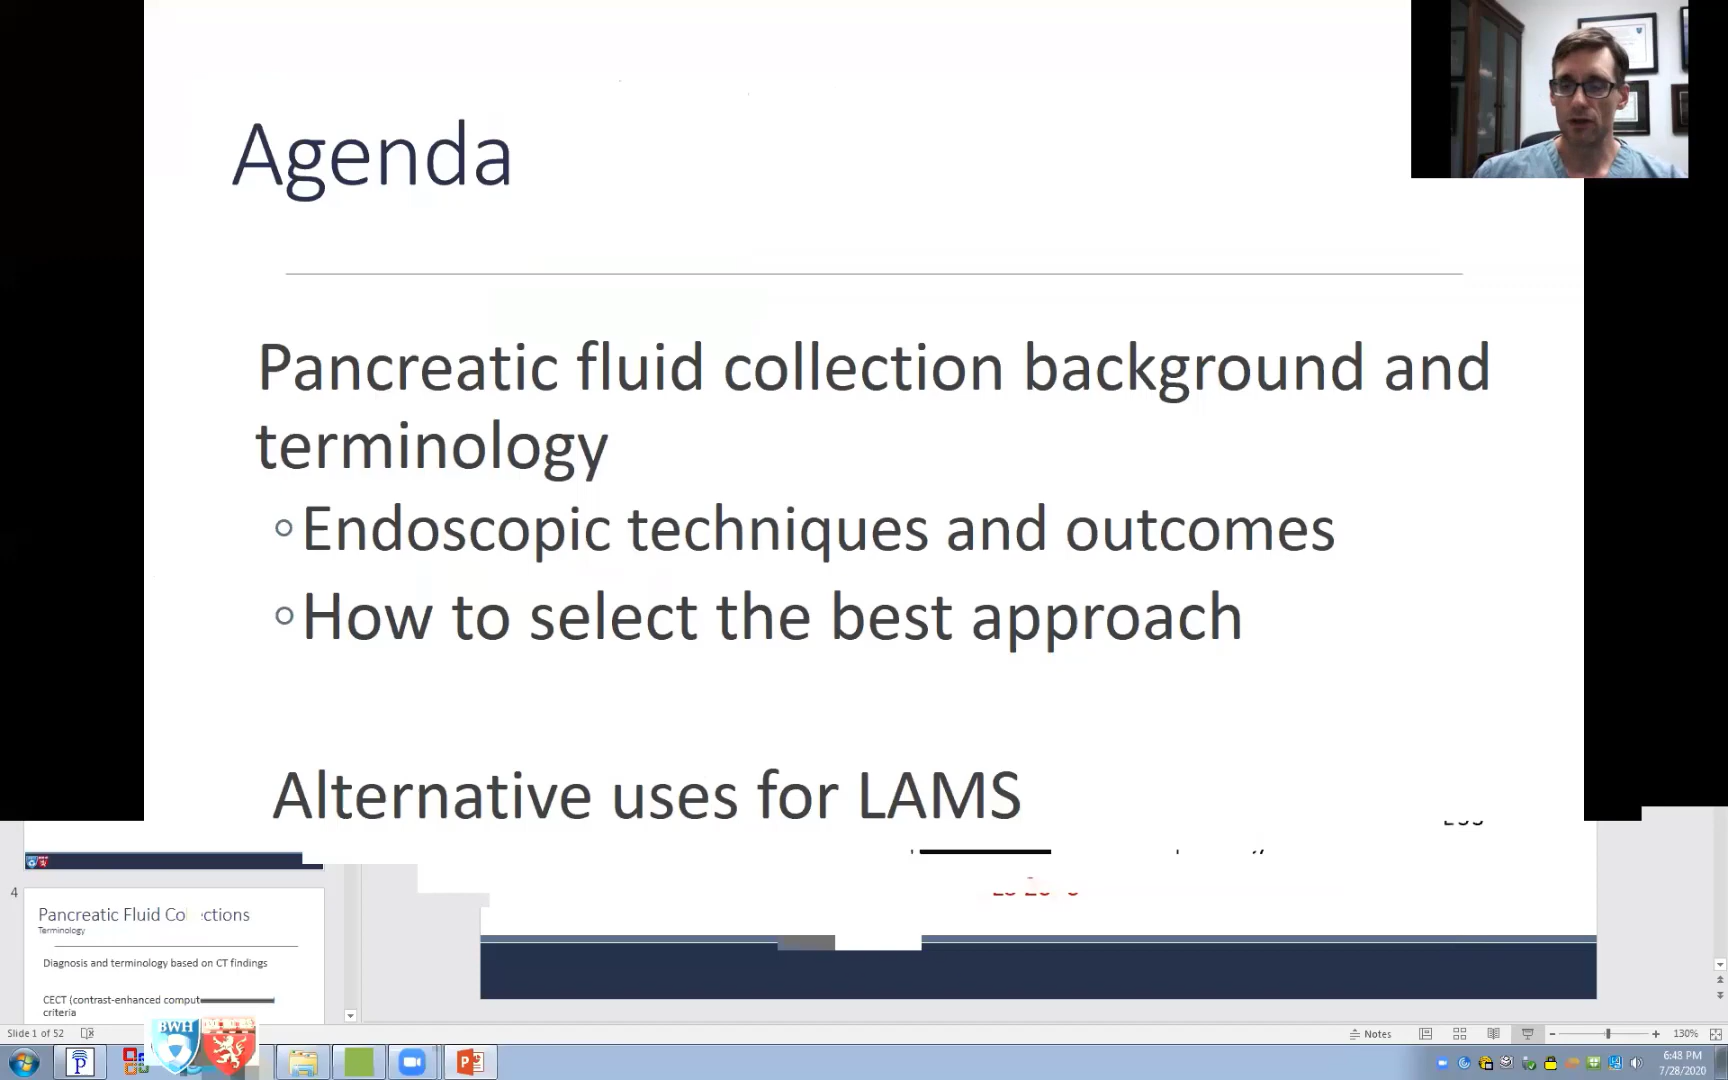 Agenda
Pancreatic fluid collection background and
terminology
Endoscopic techniques and outcomes
How to select the best approach
Alternative uses for LAMS
4
Pancreatic Fluid Co ections
Terminology
Diagnosis and terminology based on CT findings
CECT (contrast-enhanced comput
criteria
BWH
Slide 1 of 52
Notes
130%
6:48 PM
7/28/2020